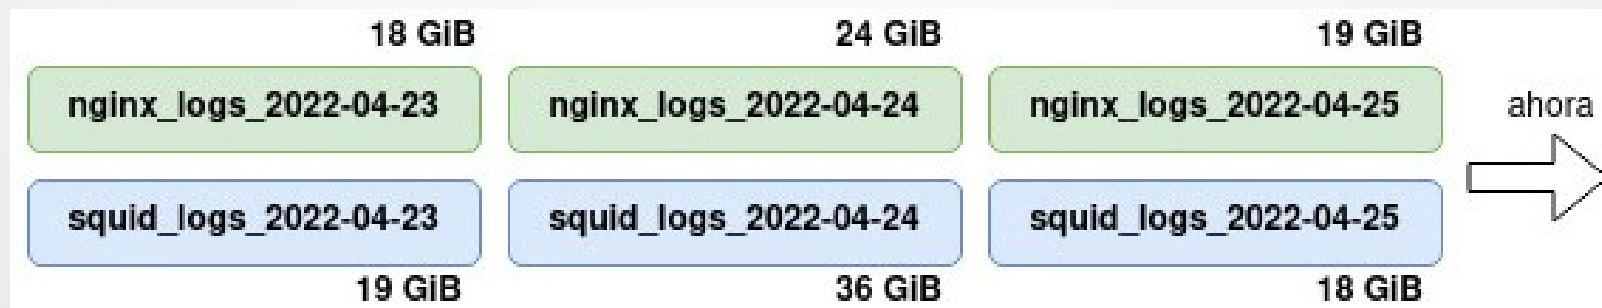 18 GiB 24 GiB 19 GiB
nginx_logs_2022-04-23 nginx_logs_2022-04-24 nginx_logs_2022-04-25 ahora
squid_logs_2022-04-23 squid_logs_2022-04-24 squid_logs_2022-04-25
19 GiB 36 GiB 18 GiB